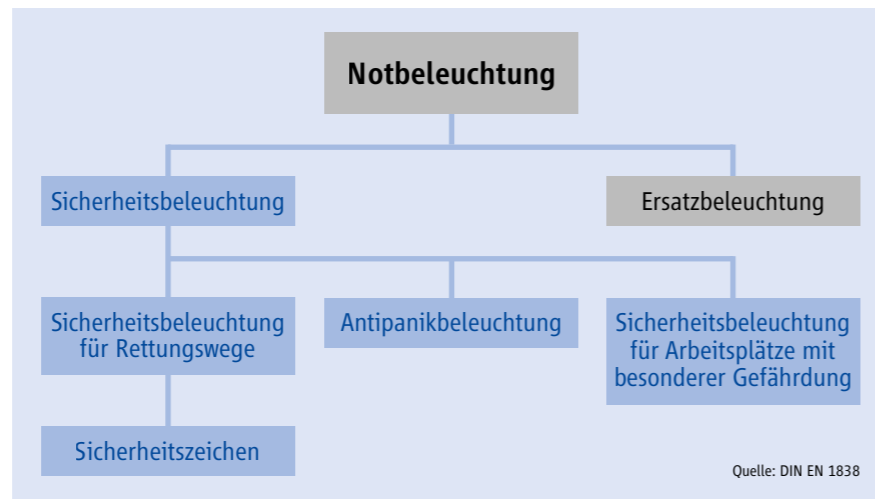 Notbeleuchtung
Sicherheitsbeleuchtung
Ersatzbeleuchtung
Sicherheitsbeleuchtung
für Rettungswege
Antipanikbeleuchtung
Sicherheitsbeleuchtung
für Arbeitsplätze mit
besonderer Gefährdung
Sicherheitszeichen
Quelle: DIN EN 1838